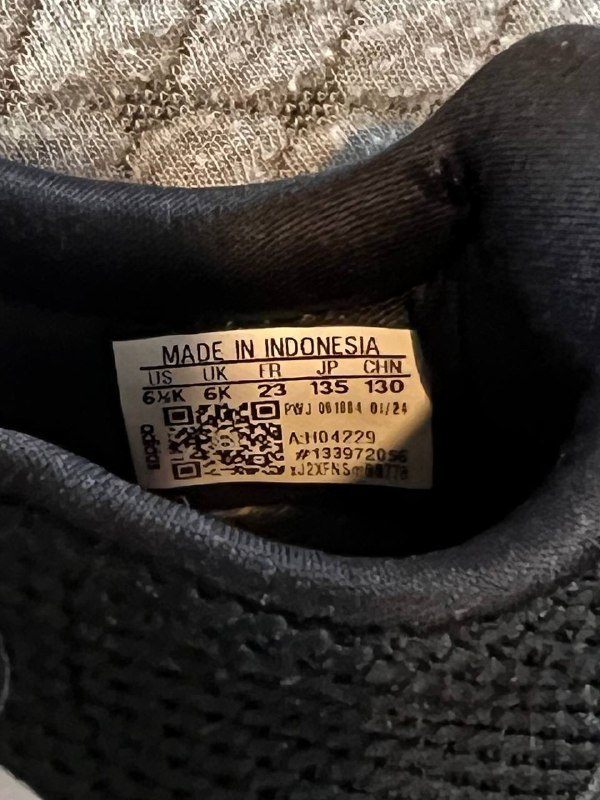 MADE IN INDONESIA
US UK FR JP CHN
6½K 6K 23 135 130
PWJ 001004 01/24
A:H04229
#133972056
adidas